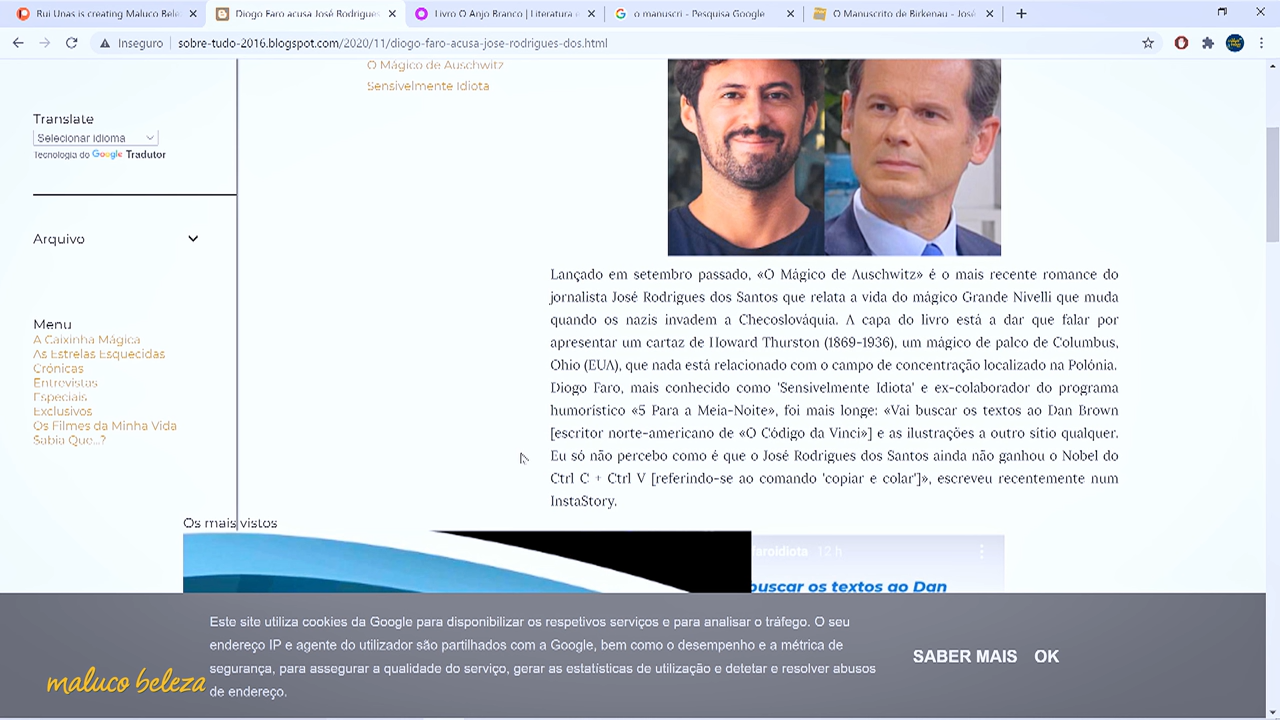 Rui Unas is creating Maluco Bele
Diogo Faro acusa José Rodrigues
Livro O Anjo Branco | Literatura
o manuscri - Pesquisa Google
O Manuscrito de Birkenau - José
Inseguro
sobre-tudo-2016.blogspot.com/2020/11/diogo-faro-acusa-jose-rodrigues-dos.html
O Mágico de Auschwitz
Sensivelmente Idiota
Translate
Selecionar idioma
Tecnologia do Google Tradutor
Arquivo
Menu
A Caixinha Mágica
As Estrelas Esquecidas
Crónicas
Entrevistas
Especiais
Exclusivos
Os Filmes da Minha Vida
Sabia Que...?
Lançado em setembro passado, «O Mágico de Auschwitz» é o mais recente romance do
jornalista José Rodrigues dos Santos que relata a vida do mágico Grande Nivelli que muda
quando os nazis invadem a Checoslováquia. A capa do livro está a dar que falar por
apresentar um cartaz de Howard Thurston (1869-1936), um mágico de palco de Columbus,
Ohio (EUA), que nada está relacionado com o campo de concentração localizado na Polónia.
Diogo Faro, mais conhecido como 'Sensivelmente Idiota' e ex-colaborador do programa
humorístico «5 Para a Meia-Noite», foi mais longe: «Vai buscar os textos ao Dan Brown
[escritor norte-americano de «O Código da Vinci»] e as ilustrações a outro sítio qualquer.
Eu só não percebo como é que o José Rodrigues dos Santos ainda não ganhou o Nobel do
Ctrl C + Ctrl V [referindo-se ao comando 'copiar e colar']», escreveu recentemente num
InstaStory.
Os mais vistos
aroidiota 12 h
buscar os textos ao Dan
Este site utiliza cookies da Google para disponibilizar os respetivos serviços e para analisar o tráfego. O seu
endereço IP e agente do utilizador são partilhados com a Google, bem como o desempenho e a métrica de
segurança, para assegurar a qualidade do serviço, gerar as estatísticas de utilização e detetar e resolver abusos
de endereço.
SABER MAIS OK
maluco beleza